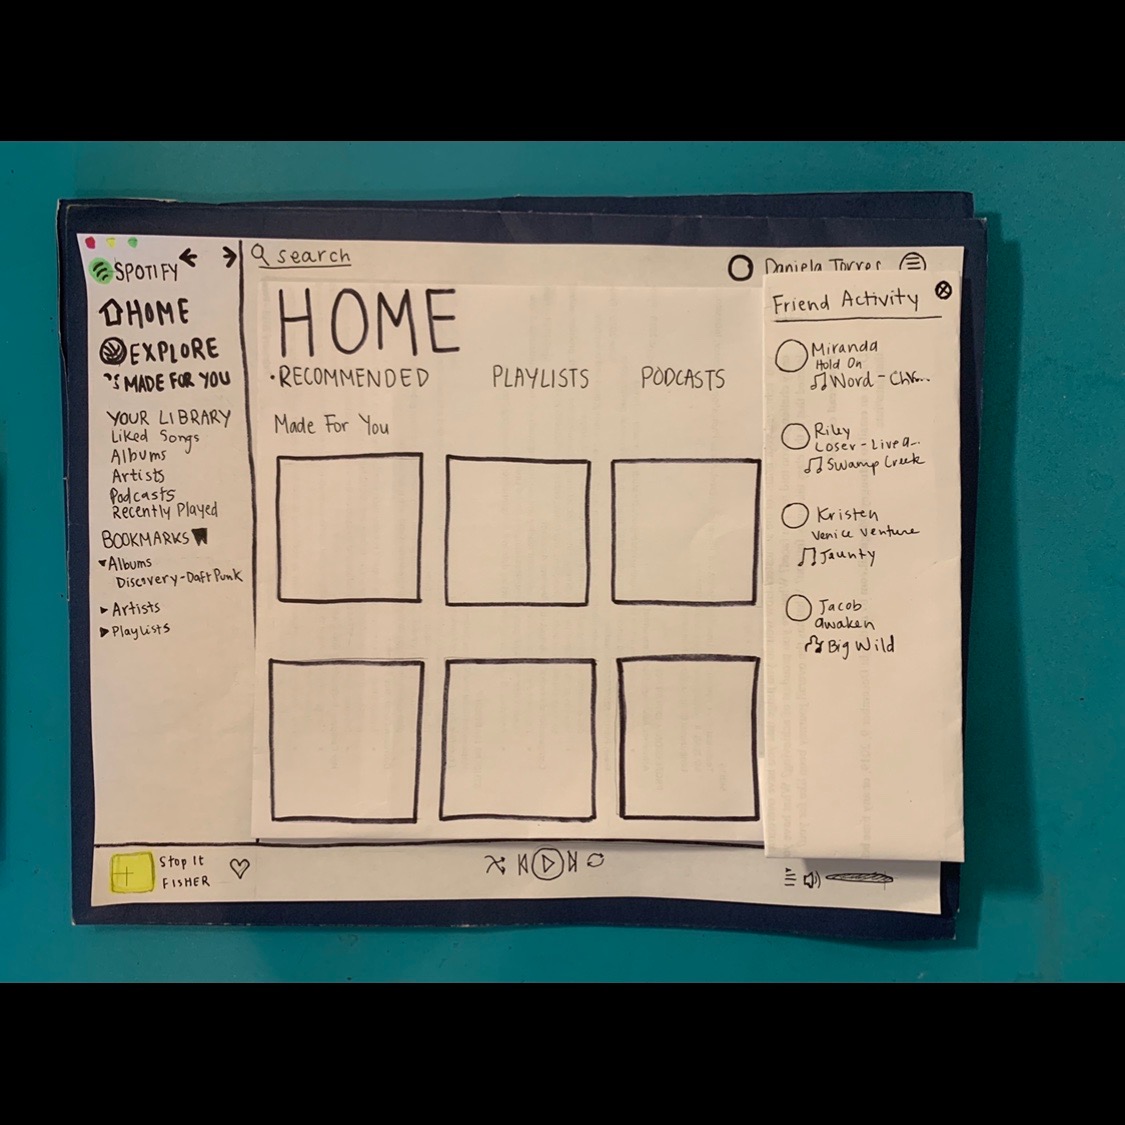 SPOTIFY
HOME
EXPLORE
MADE FOR YOU
YOUR LIBRARY
Liked Songs
Albums
Artists
Podcasts
Recently Played
BOOKMARKS
Albums
Discovery-Daft Punk
Artists
Playlists
search
Daniela Torres
HOME
RECOMMENDED PLAYLISTS PODCASTS
Made For You
Friend Activity
Miranda
Hold On
Word - Chr...
Riley
Loser - Live a...
Swamp Creek
Kristen
Venice Venture
Jaunty
Jacob
awaken
Big Wild
Stop It
FISHER